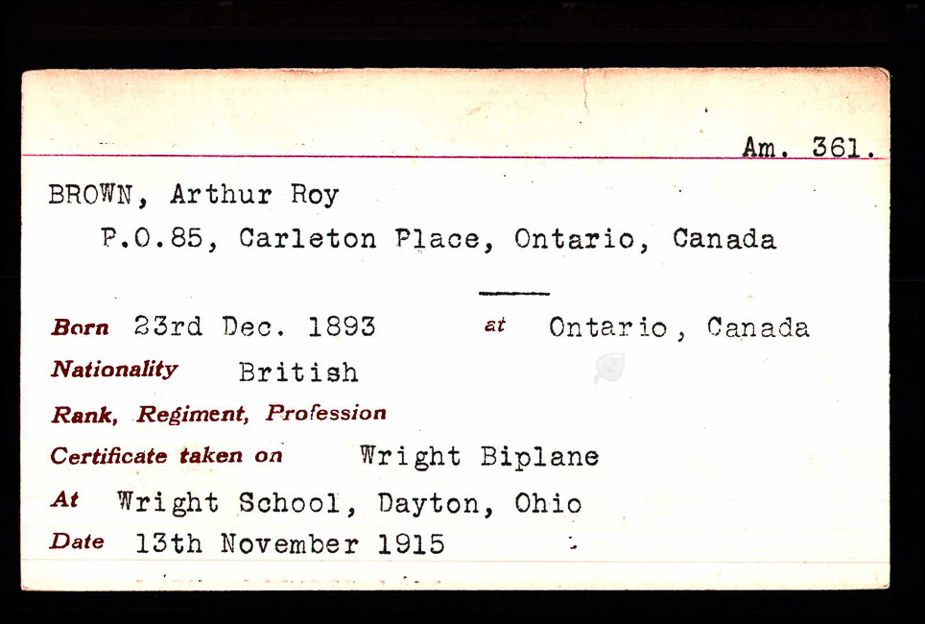 Am. 361.
BROWN, Arthur Roy
P.O.85, Carleton Place, Ontario, Canada
Born 23rd Dec. 1893 at Ontario, Canada
Nationality British
Rank, Regiment, Profession
Certificate taken on Wright Biplane
At Wright School, Dayton, Ohio
Date 13th November 1915